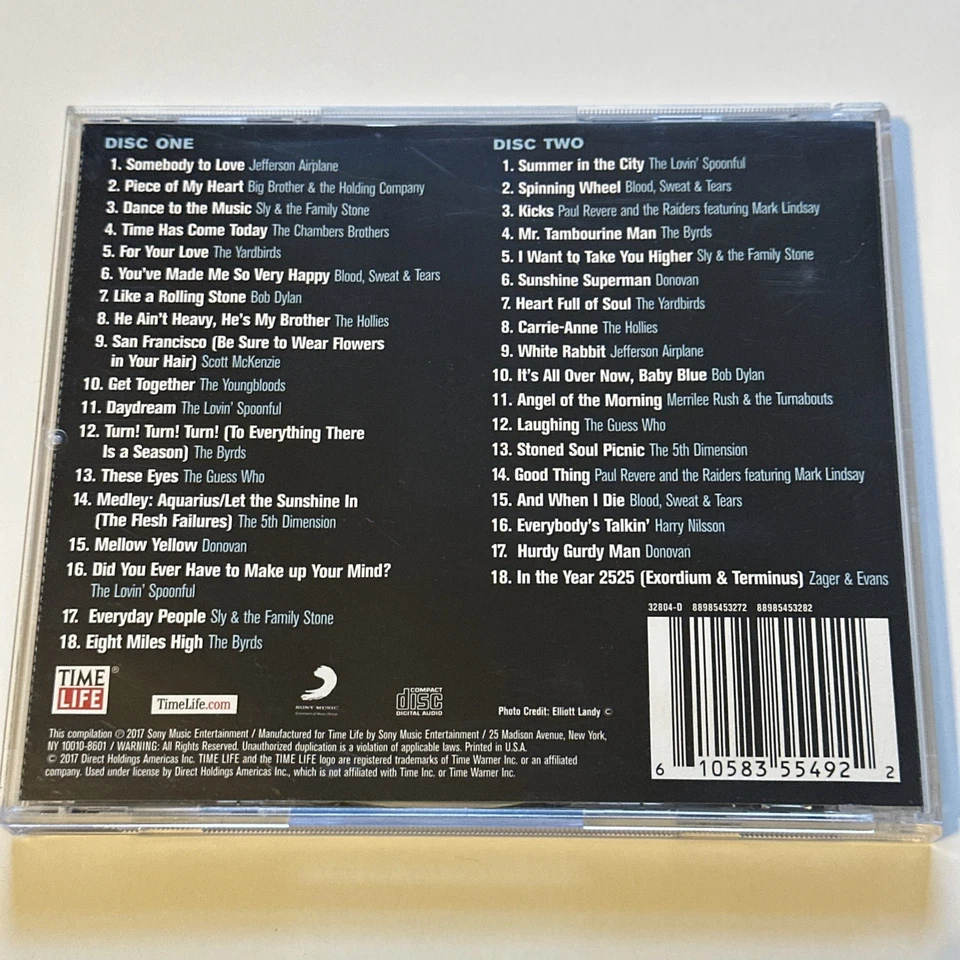 DISC ONE
1. Somebody to Love Jefferson Airplane
2. Piece of My Heart Big Brother & the Holding Company
3. Dance to the Music Sly & the Family Stone
4. Time Has Come Today The Chambers Brothers
5. For Your Love The Yardbirds
6. You've Made Me So Very Happy Blood, Sweat & Tears
7. Like a Rolling Stone Bob Dylan
8. He Ain't Heavy, He's My Brother The Hollies
9. San Francisco (Be Sure to Wear Flowers
in Your Hair) Scott McKenzie
10. Get Together The Youngbloods
11. Daydream The Lovin' Spoonful
12. Turn! Turn! Turn! (To Everything There
Is a Season) The Byrds
13. These Eyes The Guess Who
14. Medley: Aquarius/Let the Sunshine In
(The Flesh Failures) The 5th Dimension
15. Mellow Yellow Donovan
16. Did You Ever Have to Make up Your Mind?
The Lovin' Spoonful
17. Everyday People Sly & the Family Stone
18. Eight Miles High The Byrds
DISC TWO
1. Summer in the City The Lovin' Spoonful
2. Spinning Wheel Blood, Sweat & Tears
3. Kicks Paul Revere and the Raiders featuring Mark Lindsay
4. Mr. Tambourine Man The Byrds
5. I Want to Take You Higher Sly & the Family Stone
6. Sunshine Superman Donovan
7. Heart Full of Soul The Yardbirds
8. Carrie-Anne The Hollies
9. White Rabbit Jefferson Airplane
10. It's All Over Now, Baby Blue Bob Dylan
11. Angel of the Morning Merrilee Rush & the Turnabouts
12. Laughing The Guess Who
13. Stoned Soul Picnic The 5th Dimension
14. Good Thing Paul Revere and the Raiders featuring Mark Lindsay
15. And When I Die Blood, Sweat & Tears
16. Everybody's Talkin' Harry Nilsson
17. Hurdy Gurdy Man Donovan
18. In the Year 2525 (Exordium & Terminus) Zager & Evans
32804-D 88985453272 88985453282
TIME
LIFE ®
TimeLife.com
SONY MUSIC
COMPACT
disc
DIGITAL AUDIO
Photo Credit: Elliott Landy ©
6 10583 55492 2
This compilation ℗ 2017 Sony Music Entertainment / Manufactured for Time Life by Sony Music Entertainment / 25 Madison Avenue, New York,
NY 10010-8601 / WARNING: All Rights Reserved. Unauthorized duplication is a violation of applicable laws. Printed in U.S.A.
© 2017 Direct Holdings Americas Inc. TIME LIFE and the TIME LIFE logo are registered trademarks of Time Warner Inc. or an affiliated
company. Used under license by Direct Holdings Americas Inc., which is not affiliated with Time Inc. or Time Warner Inc.